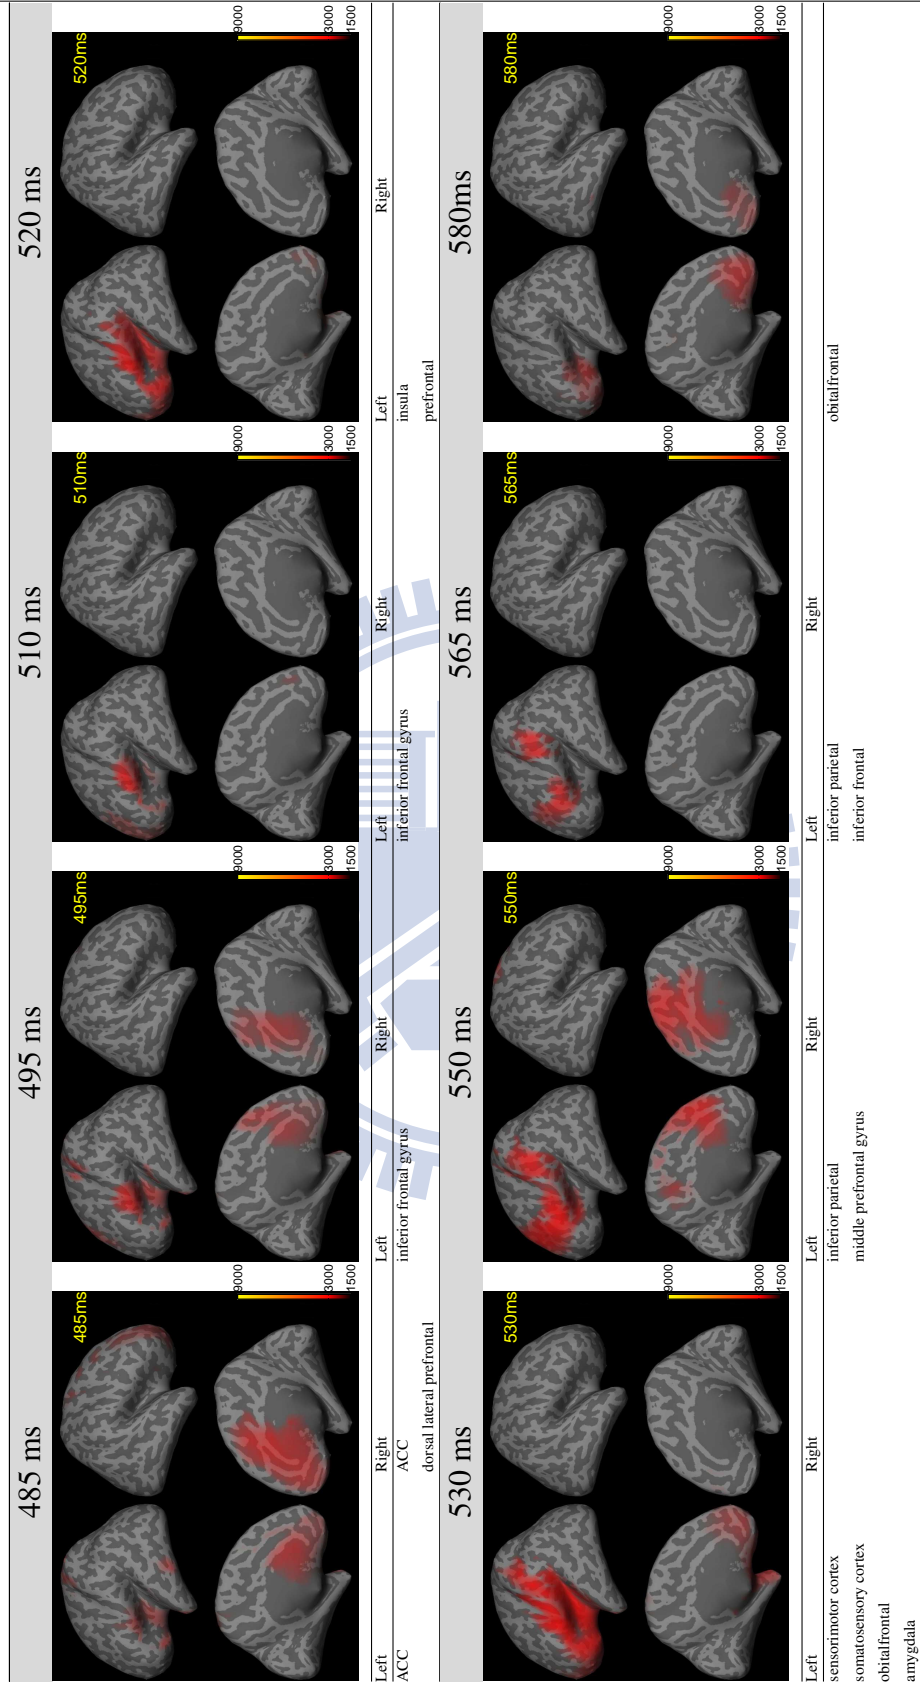 485 ms
495 ms
510 ms
520 ms
485ms
9000
3000
1500
495ms
9000
3000
1500
510ms
9000
3000
1500
520ms
9000
3000
1500
Left Right
ACC ACC
dorsal lateral prefrontal
Left Right
inferior frontal gyrus
Left Right
inferior frontal gyrus
Left Right
insula
prefrontal
530 ms
550 ms
565 ms
580ms
530ms
9000
3000
1500
550ms
9000
3000
1500
565ms
9000
3000
1500
580ms
9000
3000
1500
Left Right
sensorimotor cortex
somatosensory cortex
obitalfrontal
amygdala
Left Right
inferior parietal
middle prefrontal gyrus
Left Right
inferior parietal
inferior frontal
obitalfrontal